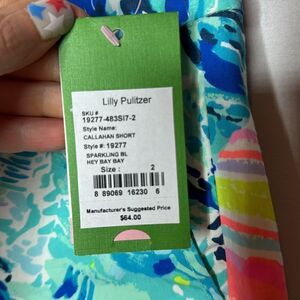 Lilly Pulitzer
SKU #
19277-483SI7-2
Style Name:
CALLAHAN SHORT
Style #: 19277
SPARKLING BL
HEY BAY BAY
Size : 2
8 89069 16230 6
Manufacturer's Suggested Price
$64.00